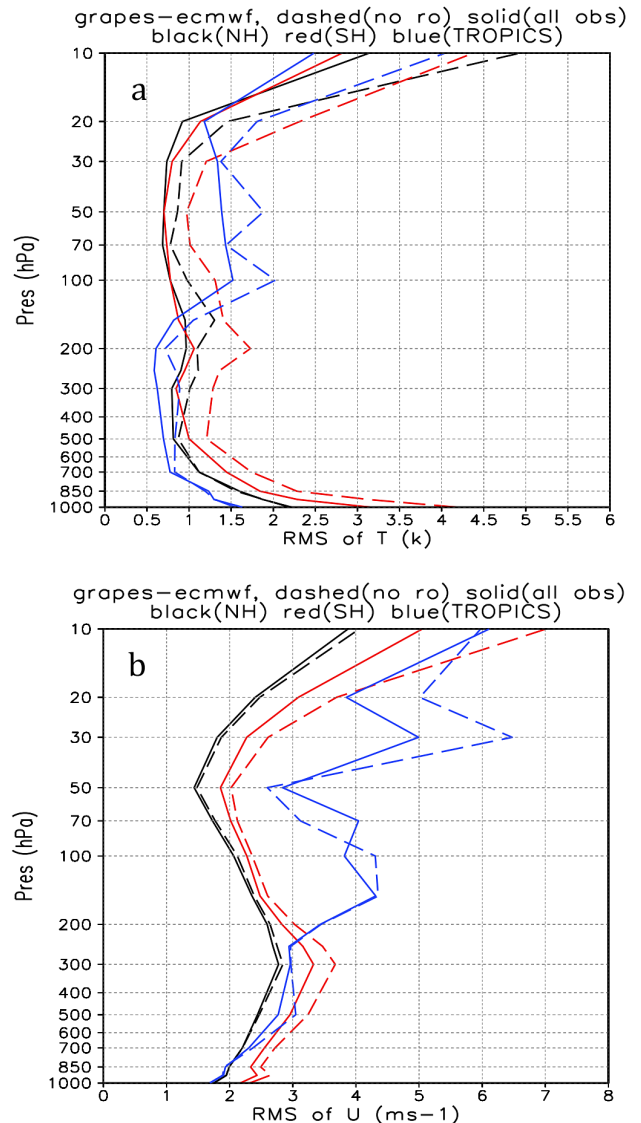 grapes-ecmwf, dashed(no ro) solid(all obs)
black(NH) red(SH) blue(TROPICS)
a
10
20
30
50
70
100
200
300
400
500
700
850
1000
Pres (hPa)
0 0.5 1 1.5 2 2.5 3 3.5 4 4.5 5 5.5 6
RMS of T (k)
grapes-ecmwf, dashed(no ro) solid(all obs)
black(NH) red(SH) blue(TROPICS)
b
10
20
30
50
70
100
200
300
400
500
600
700
850
1000
Pres (hPa)
0 1 2 3 4 5 6 7 8
RMS of U (ms-1)